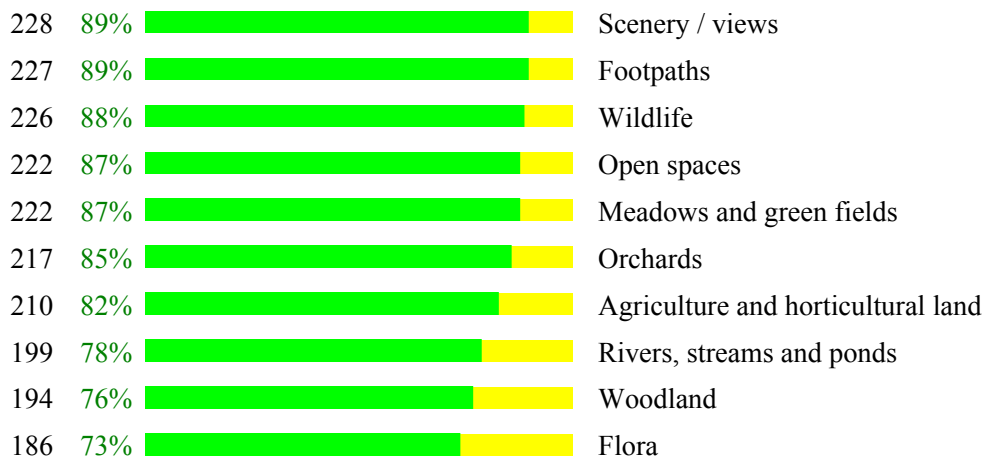 228 89% Scenery / views
227 89% Footpaths
226 88% Wildlife
222 87% Open spaces
222 87% Meadows and green fields
217 85% Orchards
210 82% Agriculture and horticultural land
199 78% Rivers, streams and ponds
194 76% Woodland
186 73% Flora